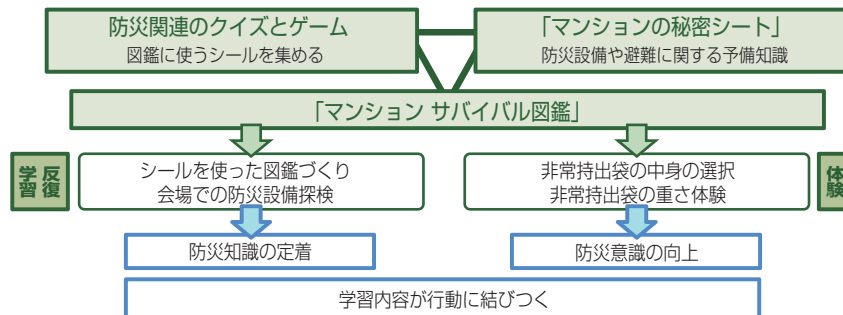 防災関連のクイズとゲーム
図鑑に使うシールを集める
「マンションの秘密シート」
防災設備や避難に関する予備知識
「マンション サバイバル図鑑」
反復
学習
シールを使った図鑑づくり
会場での防災設備探検
非常持出袋の中身の選択
非常持出袋の重さ体験
体験
防災知識の定着
防災意識の向上
学習内容が行動に結びつく